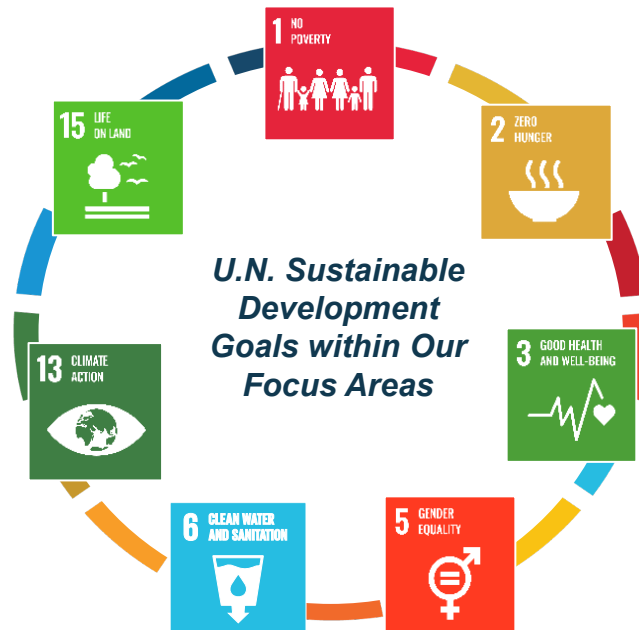 1 NO
POVERTY
2 ZERO
HUNGER
3 GOOD HEALTH
AND WELL-BEING
5 GENDER
EQUALITY
6 CLEAN WATER
AND SANITATION
13 CLIMATE
ACTION
15 LIFE
ON LAND
U.N. Sustainable
Development
Goals within Our
Focus Areas